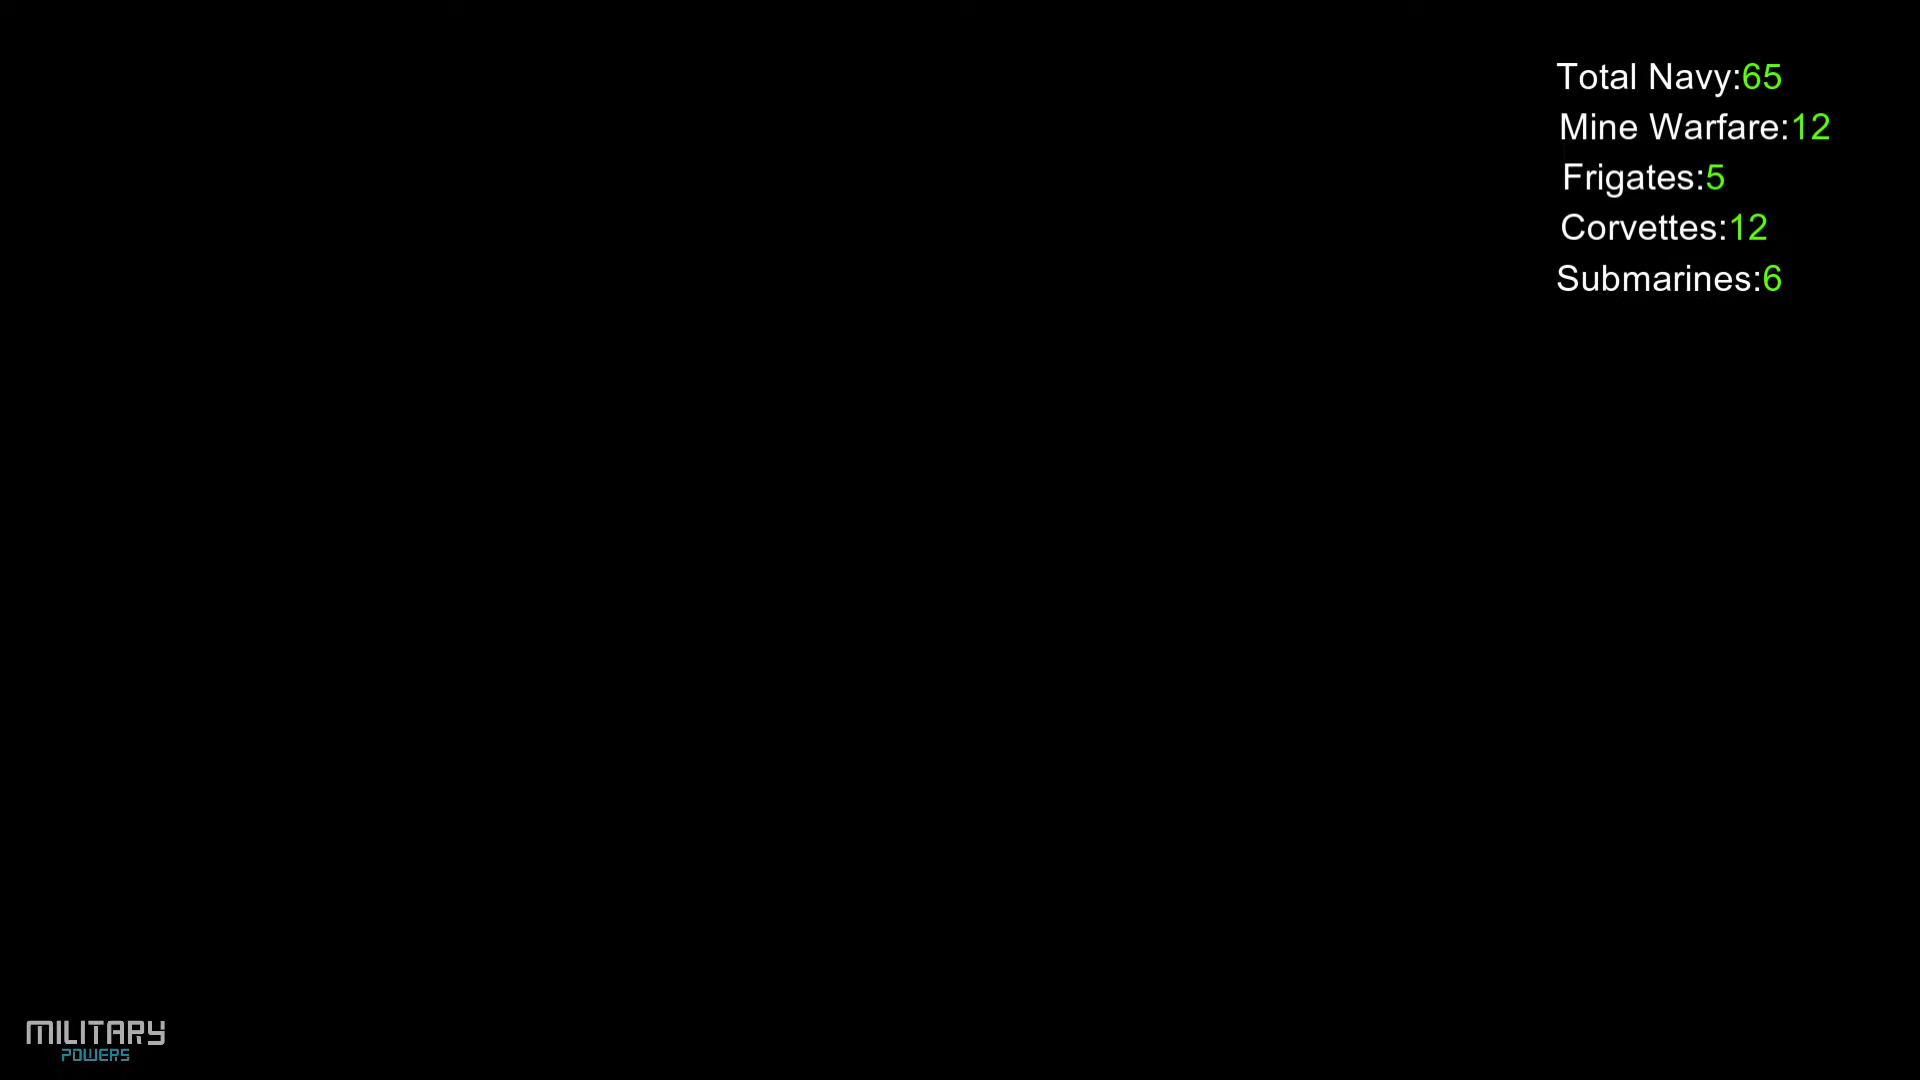 Total Navy:65
Mine Warfare:12
Frigates:5
Corvettes:12
Submarines:6
MILITARY
POWERS